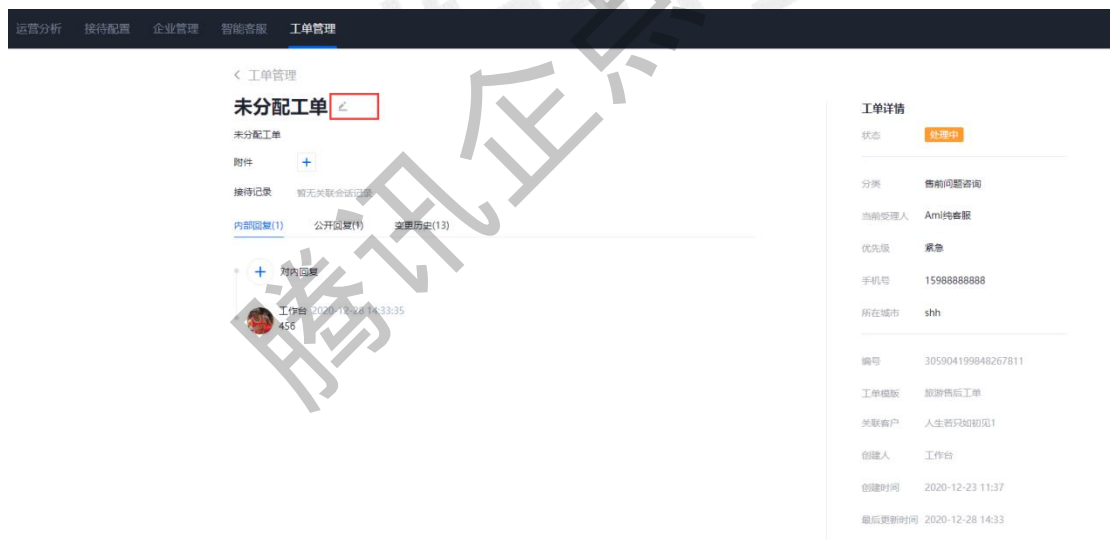 运营分析 接待配置 企业管理 智能客服 工单管理
< 工单管理
未分配工单
未分配工单
附件 +
接待记录 暂无关联会话记录
内部回复(1) 公开回复(1) 变更历史(13)
+ 对内回复
工作台 2020-12-28 14:33:35
456
工单详情
状态 处理中
分类 售前问题咨询
当前受理人 Ami纯客服
优先级 紧急
手机号 15988888888
所在城市 shh
编号 305904199848267811
工单模版 旅游售后工单
关联客户 人生若只如初见1
创建人 工作台
创建时间 2020-12-23 11:37
最后更新时间 2020-12-28 14:33
腾讯企点